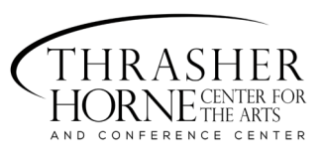 THRASHER
HORNE CENTER FOR THE ARTS
AND CONFERENCE CENTER